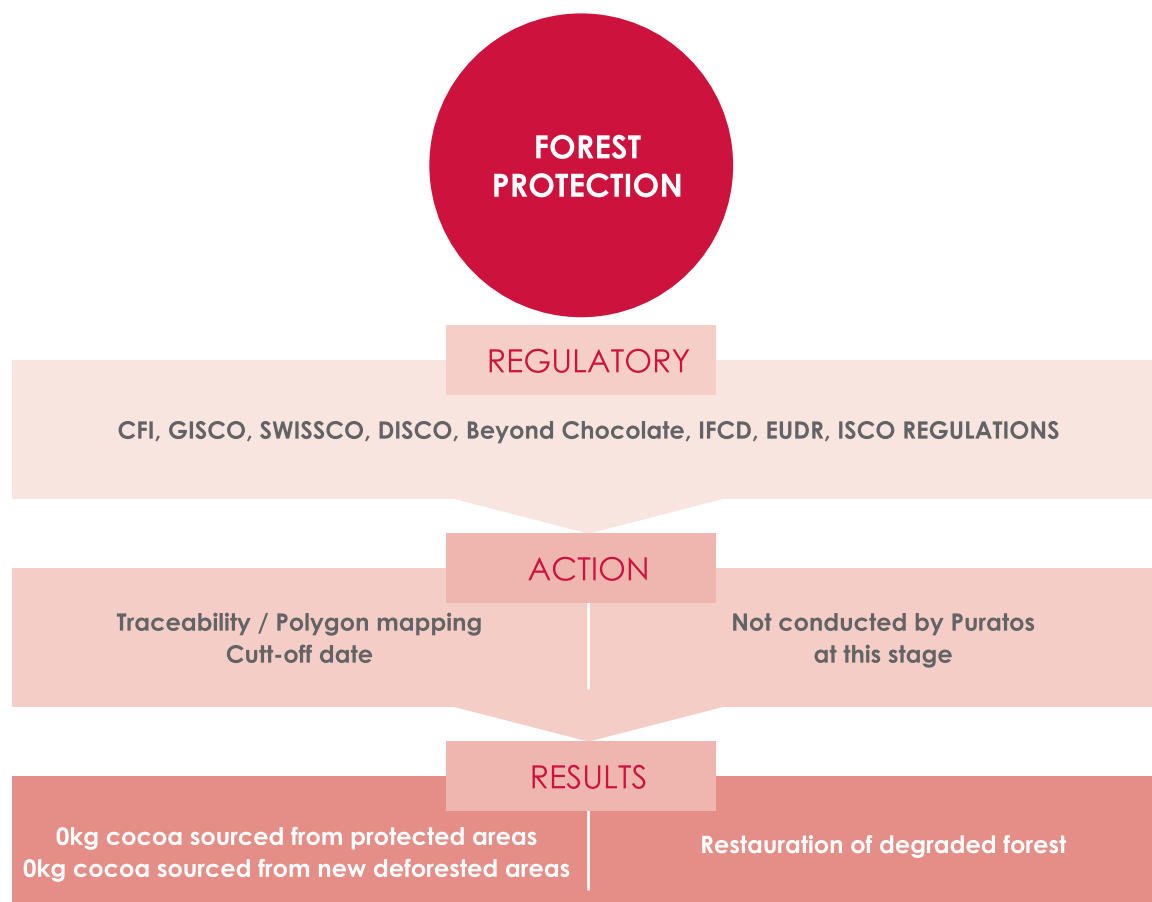 FOREST
PROTECTION
REGULATORY
CFI, GISCO, SWISSCO, DISCO, Beyond Chocolate, IFCD, EUDR, ISCO REGULATIONS
ACTION
Traceability / Polygon mapping
Cutt-off date
Not conducted by Puratos
at this stage
RESULTS
0kg cocoa sourced from protected areas
0kg cocoa sourced from new deforested areas
Restauration of degraded forest